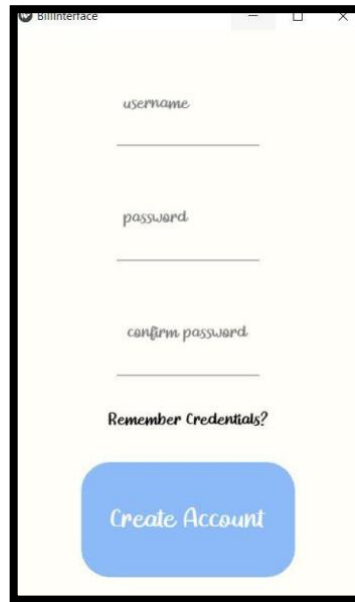 BillInterface
username
password
confirm password
Remember Credentials?
Create Account